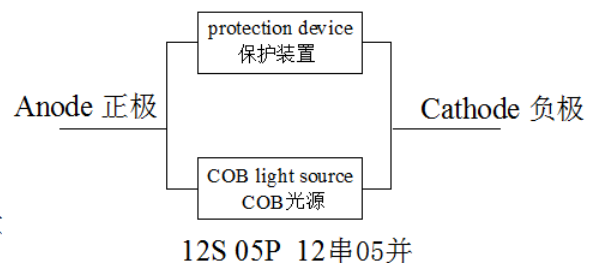 protection device
保护装置
Anode 正极
Cathode 负极
COB light source
COB光源
12S 05P 12串05并